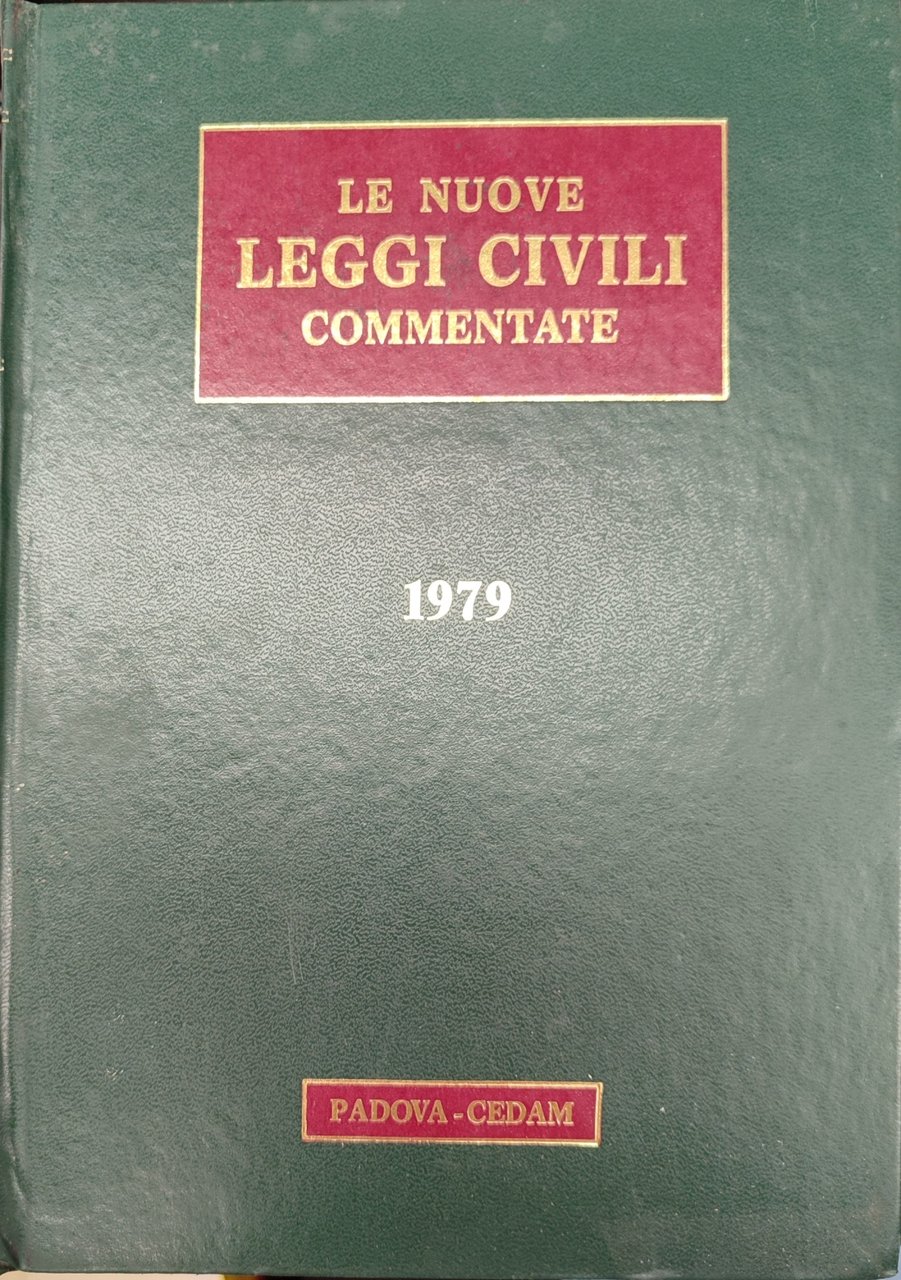 LE NUOVE
LEGGI CIVILI
COMMENTATE
1979
PADOVA - CEDAM